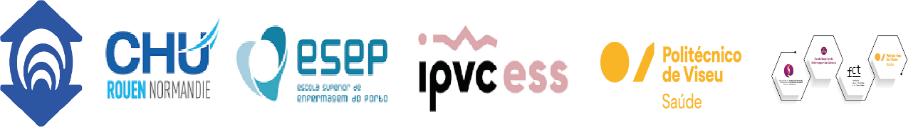 CHU
ROUEN NORMANDIE
esep
escola superior de
enfermagem do porto
ipvc ess
Politécnico
de Viseu
Saúde
fct